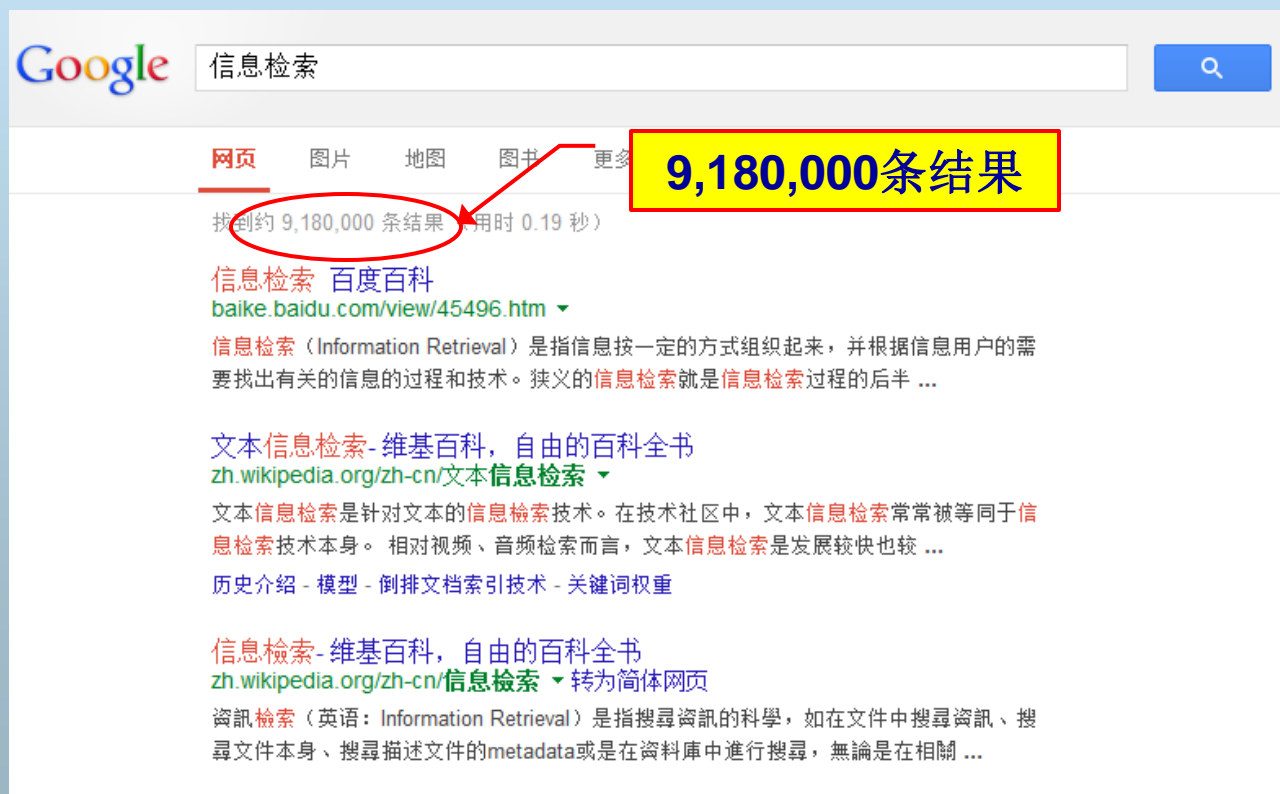 Google 信息检索
网页 图片 地图 图书 更多
9,180,000条结果
找到约 9,180,000 条结果 （用时 0.19 秒）
信息检索 百度百科
baike.baidu.com/view/45496.htm
信息检索（Information Retrieval）是指信息按一定的方式组织起来，并根据信息用户的需
要找出有关的信息的过程和技术。狭义的信息检索就是信息检索过程的后半 ...
文本信息检索- 维基百科，自由的百科全书
zh.wikipedia.org/zh-cn/文本信息检索
文本信息检索是针对文本的信息檢索技术。在技术社区中，文本信息检索常常被等同于信
息检索技术本身。 相对视频、音频检索而言，文本信息检索是发展较快也较 ...
历史介绍 - 模型 - 倒排文档索引技术 - 关键词权重
信息檢索- 维基百科，自由的百科全书
zh.wikipedia.org/zh-cn/信息檢索 转为简体网页
資訊檢索（英语：Information Retrieval）是指搜尋資訊的科學，如在文件中搜尋資訊、搜
尋文件本身、搜尋描述文件的metadata或是在資料庫中進行搜尋，無論是在相關 ...